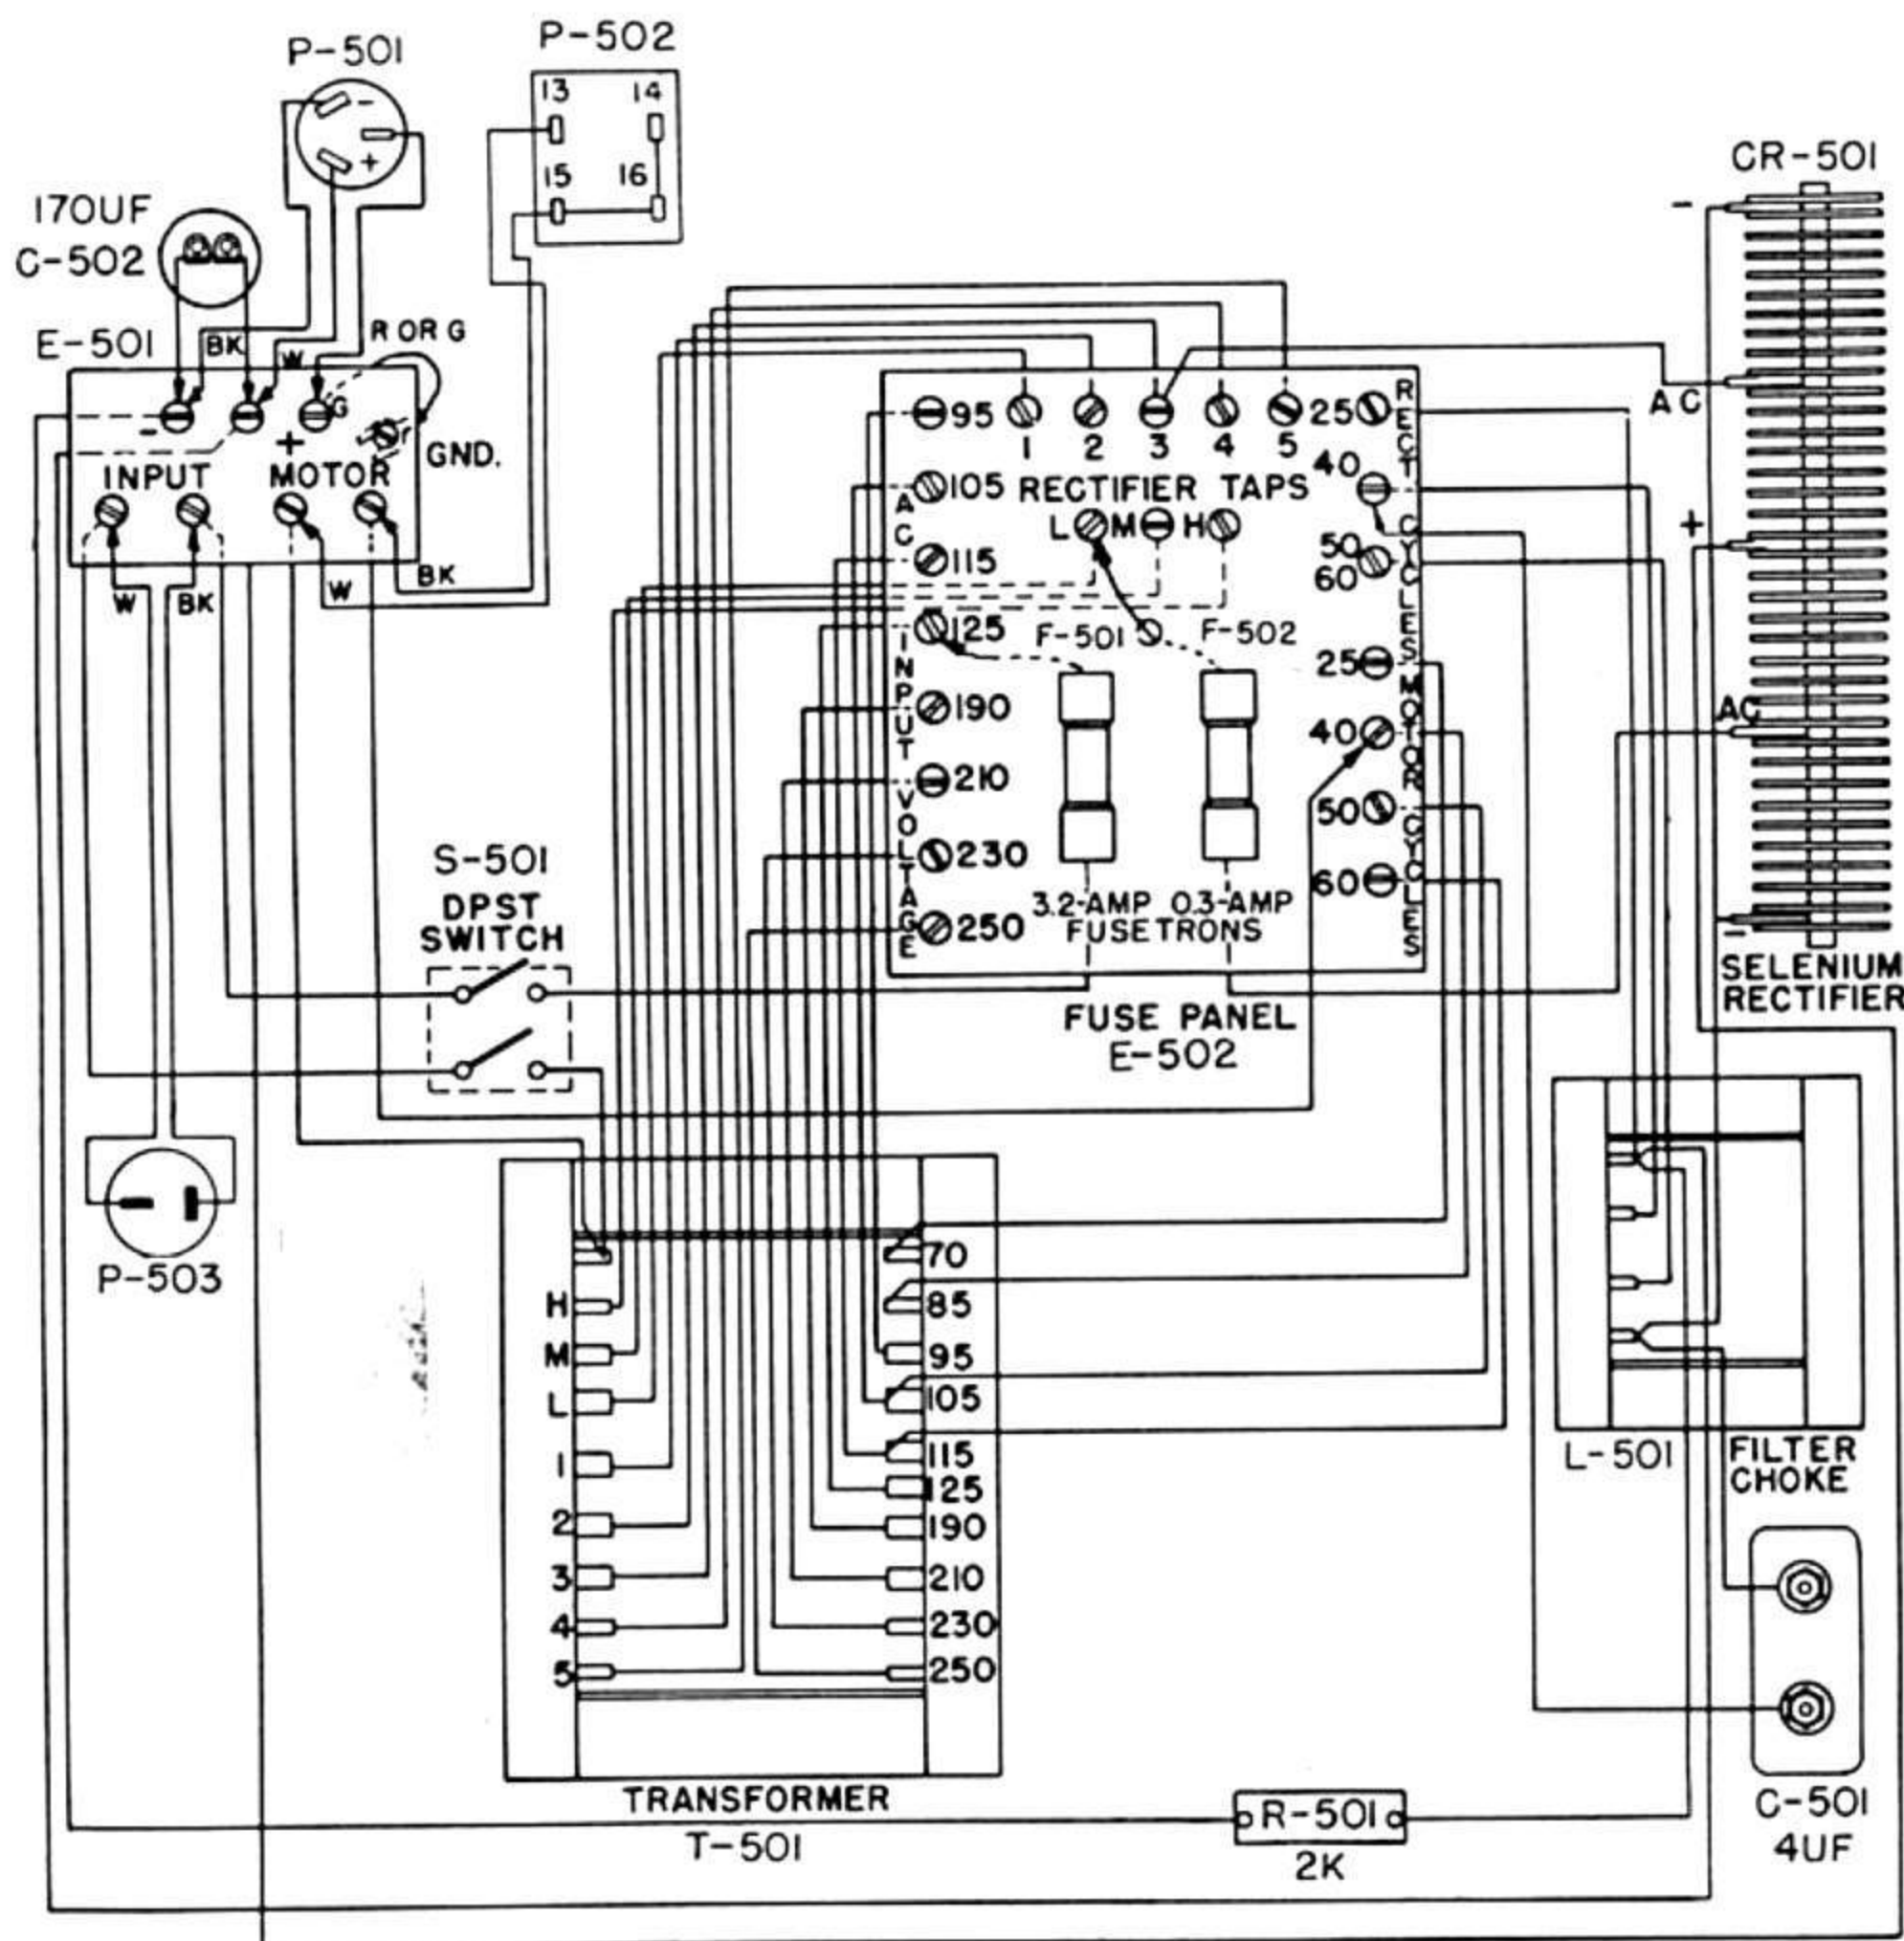 P-501
P-502
-
+
13 14
15 16
170UF
C-502
E-501
BK
W
R OR G
-
+
G
GND.
INPUT MOTOR
W BK
W
BK
CR-501
-
AC
+
AC
-
SELENIUM
RECTIFIER
95
105
115
125
190
210
230
250
AC INPUT VOLTAGE
1 2 3 4 5
RECTIFIER TAPS
L M H
F-501 F-502
25
40
50
60
RECT CYCLES
25
40
50
60
MOTOR CYCLES
3.2-AMP 0.3-AMP
FUSETRONS
FUSE PANEL
E-502
S-501
DPST
SWITCH
P-503
H
M
L
1
2
3
4
5
70
85
95
105
115
125
190
210
230
250
TRANSFORMER
T-501
L-501
FILTER
CHOKE
R-501
2K
C-501
4UF